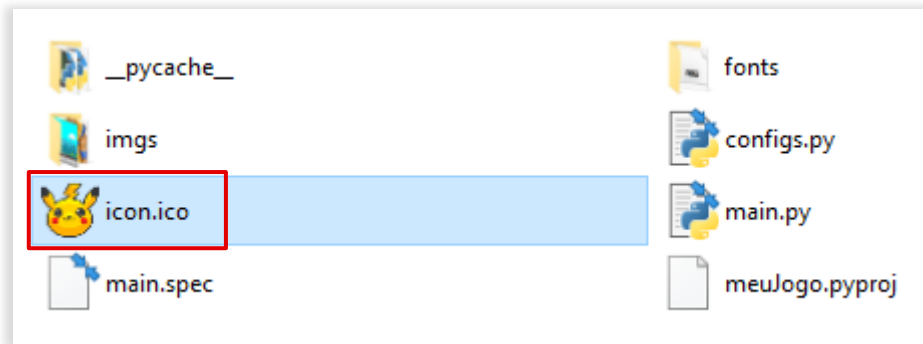 __pycache__
fonts
imgs
configs.py
icon.ico
main.py
main.spec
meuJogo.pyproj